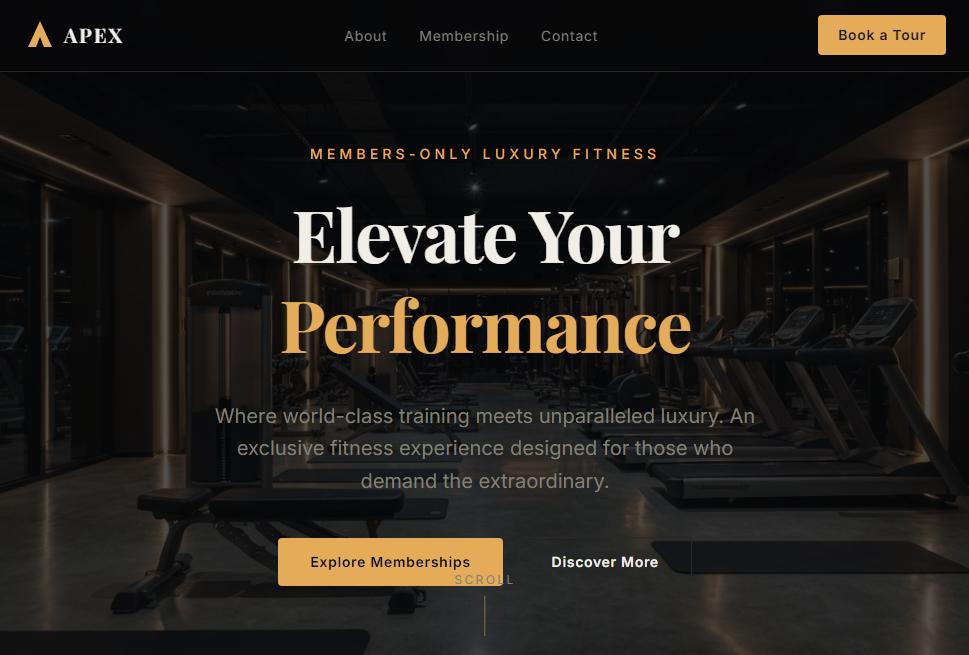 APEX
About
Membership
Contact
Book a Tour
MEMBERS-ONLY LUXURY FITNESS
Elevate Your
Performance
Where world-class training meets unparalleled luxury. An
exclusive fitness experience designed for those who
demand the extraordinary.
Explore Memberships
Discover More
SCROLL